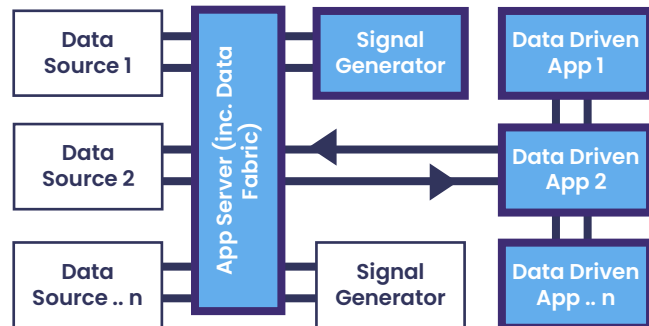 Data
Source 1
Data
Source 2
Data
Source .. n
App Server (inc. Data
Fabric)
Signal
Generator
Signal
Generator
Data Driven
App 1
Data Driven
App 2
Data Driven
App .. n